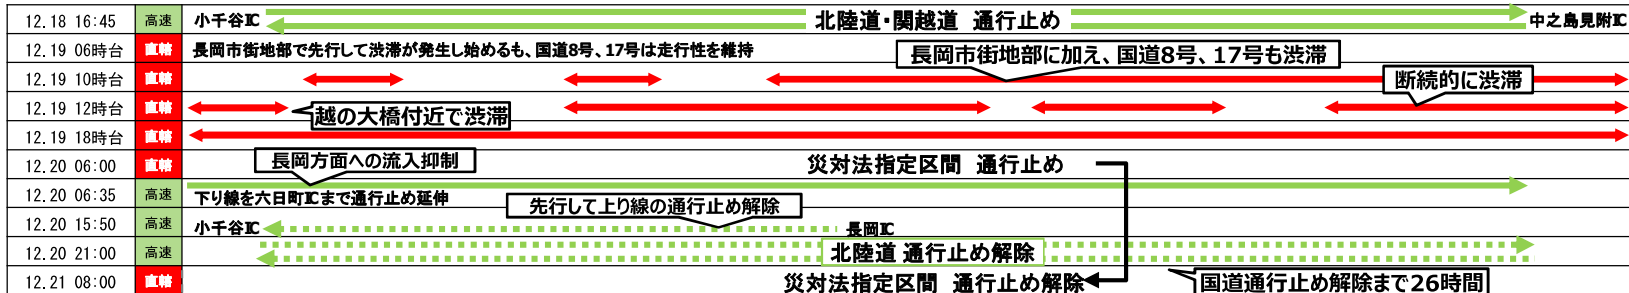 12.18 16:45 高速 小千谷IC 北陸道・関越道 通行止め 中之島見附IC
12.19 06時台 直轄 長岡市街地部で先行して渋滞が発生し始めるも、国道8号、17号は走行性を維持
長岡市街地部に加え、国道8号、17号も渋滞
12.19 10時台 直轄
断続的に渋滞
12.19 12時台 直轄
越の大橋付近で渋滞
12.19 18時台 直轄
12.20 06:00 直轄 長岡方面への流入抑制 災対法指定区間 通行止め
12.20 06:35 高速 下り線を六日町ICまで通行止め延伸
先行して上り線の通行止め解除
12.20 15:50 高速 小千谷IC 長岡IC
12.20 21:00 高速 北陸道 通行止め解除
12.21 08:00 直轄 災対法指定区間 通行止め解除 国道通行止め解除まで26時間